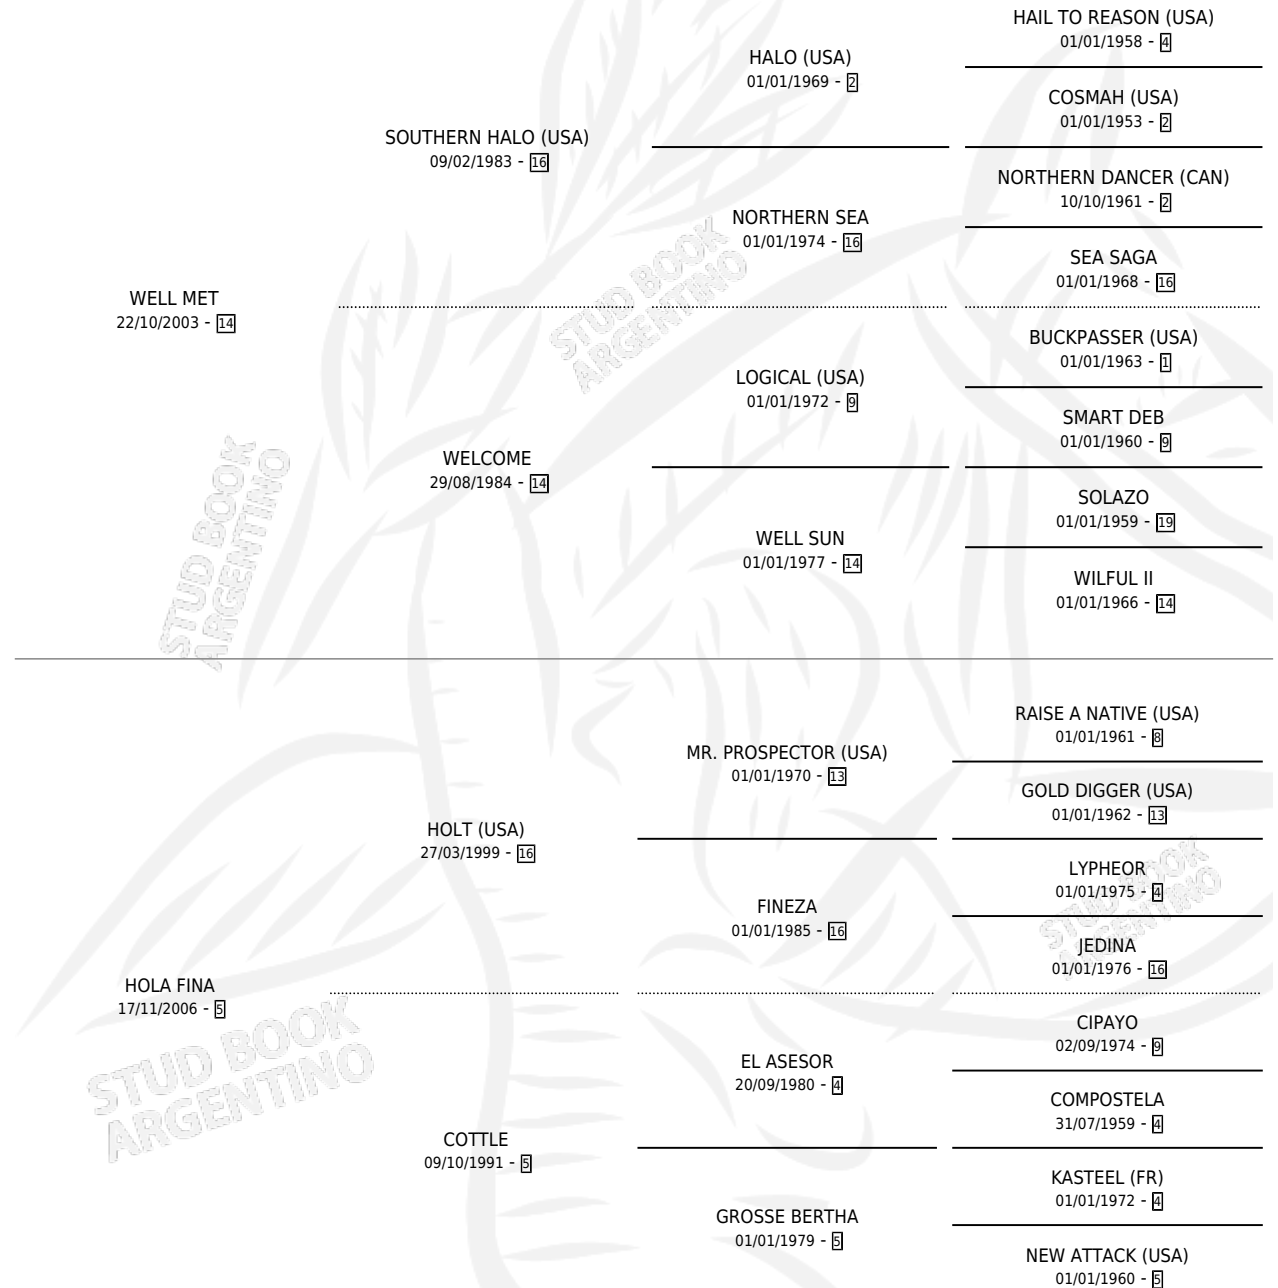 HAIL TO REASON (USA)
01/01/1958 - 4
HALO (USA)
01/01/1969 - 2
COSMAH (USA)
01/01/1953 - 2
SOUTHERN HALO (USA)
09/02/1983 - 16
NORTHERN DANCER (CAN)
10/10/1961 - 2
NORTHERN SEA
01/01/1974 - 16
SEA SAGA
01/01/1968 - 16
STUD BOOK
ARGENTINO
WELL MET
22/10/2003 - 14
BUCKPASSER (USA)
01/01/1963 - 1
LOGICAL (USA)
01/01/1972 - 9
SMART DEB
01/01/1960 - 9
WELCOME
29/08/1984 - 14
SOLAZO
01/01/1959 - 19
WELL SUN
01/01/1977 - 14
WILFUL II
01/01/1966 - 14
STUD BOOK
ARGENTINO
RAISE A NATIVE (USA)
01/01/1961 - 8
MR. PROSPECTOR (USA)
01/01/1970 - 13
GOLD DIGGER (USA)
01/01/1962 - 13
HOLT (USA)
27/03/1999 - 16
LYPHEOR
01/01/1975 - 4
FINEZA
01/01/1985 - 16
JEDINA
01/01/1976 - 16
STUD BOOK
ARGENTINO
HOLA FINA
17/11/2006 - 5
CIPAYO
02/09/1974 - 9
EL ASESOR
20/09/1980 - 4
COMPOSTELA
31/07/1959 - 4
STUD BOOK
ARGENTINO
COTTLE
09/10/1991 - 5
KASTEEL (FR)
01/01/1972 - 4
GROSSE BERTHA
01/01/1979 - 5
NEW ATTACK (USA)
01/01/1960 - 5